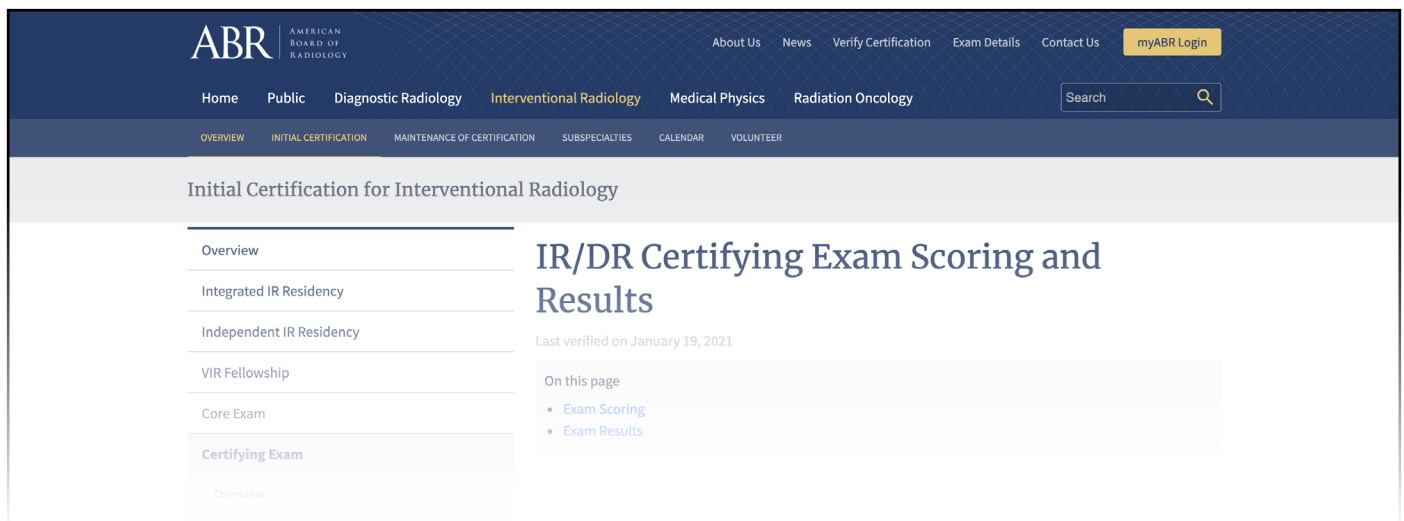 ABR
AMERICAN
BOARD OF
RADIOLOGY
About Us News Verify Certification Exam Details Contact Us myABR Login
Home Public Diagnostic Radiology Interventional Radiology Medical Physics Radiation Oncology Search
OVERVIEW INITIAL CERTIFICATION MAINTENANCE OF CERTIFICATION SUBSPECIALTIES CALENDAR VOLUNTEER
Initial Certification for Interventional Radiology
Overview
Integrated IR Residency
Independent IR Residency
VIR Fellowship
Core Exam
Certifying Exam
Overview
IR/DR Certifying Exam Scoring and
Results
Last verified on January 19, 2021
On this page
• Exam Scoring
• Exam Results